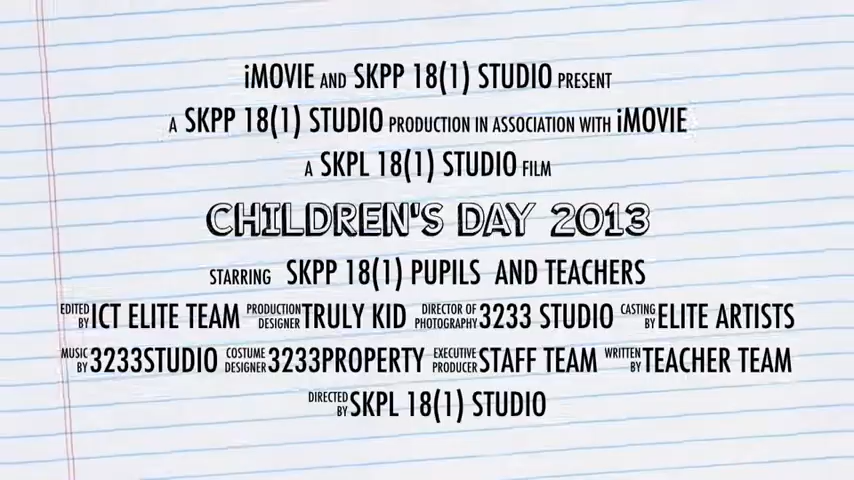 iMOVIE AND SKPP 18(1) STUDIO PRESENT
A SKPP 18(1) STUDIO PRODUCTION IN ASSOCIATION WITH iMOVIE
A SKPL 18(1) STUDIO FILM
CHILDREN'S DAY 2013
STARRING SKPP 18(1) PUPILS AND TEACHERS
EDITED BY ICT ELITE TEAM PRODUCTION DESIGNER TRULY KID DIRECTOR OF PHOTOGRAPHY 3233 STUDIO CASTING BY ELITE ARTISTS
MUSIC BY 3233STUDIO COSTUME DESIGNER 3233PROPERTY EXECUTIVE PRODUCER STAFF TEAM WRITTEN BY TEACHER TEAM
DIRECTED BY SKPL 18(1) STUDIO